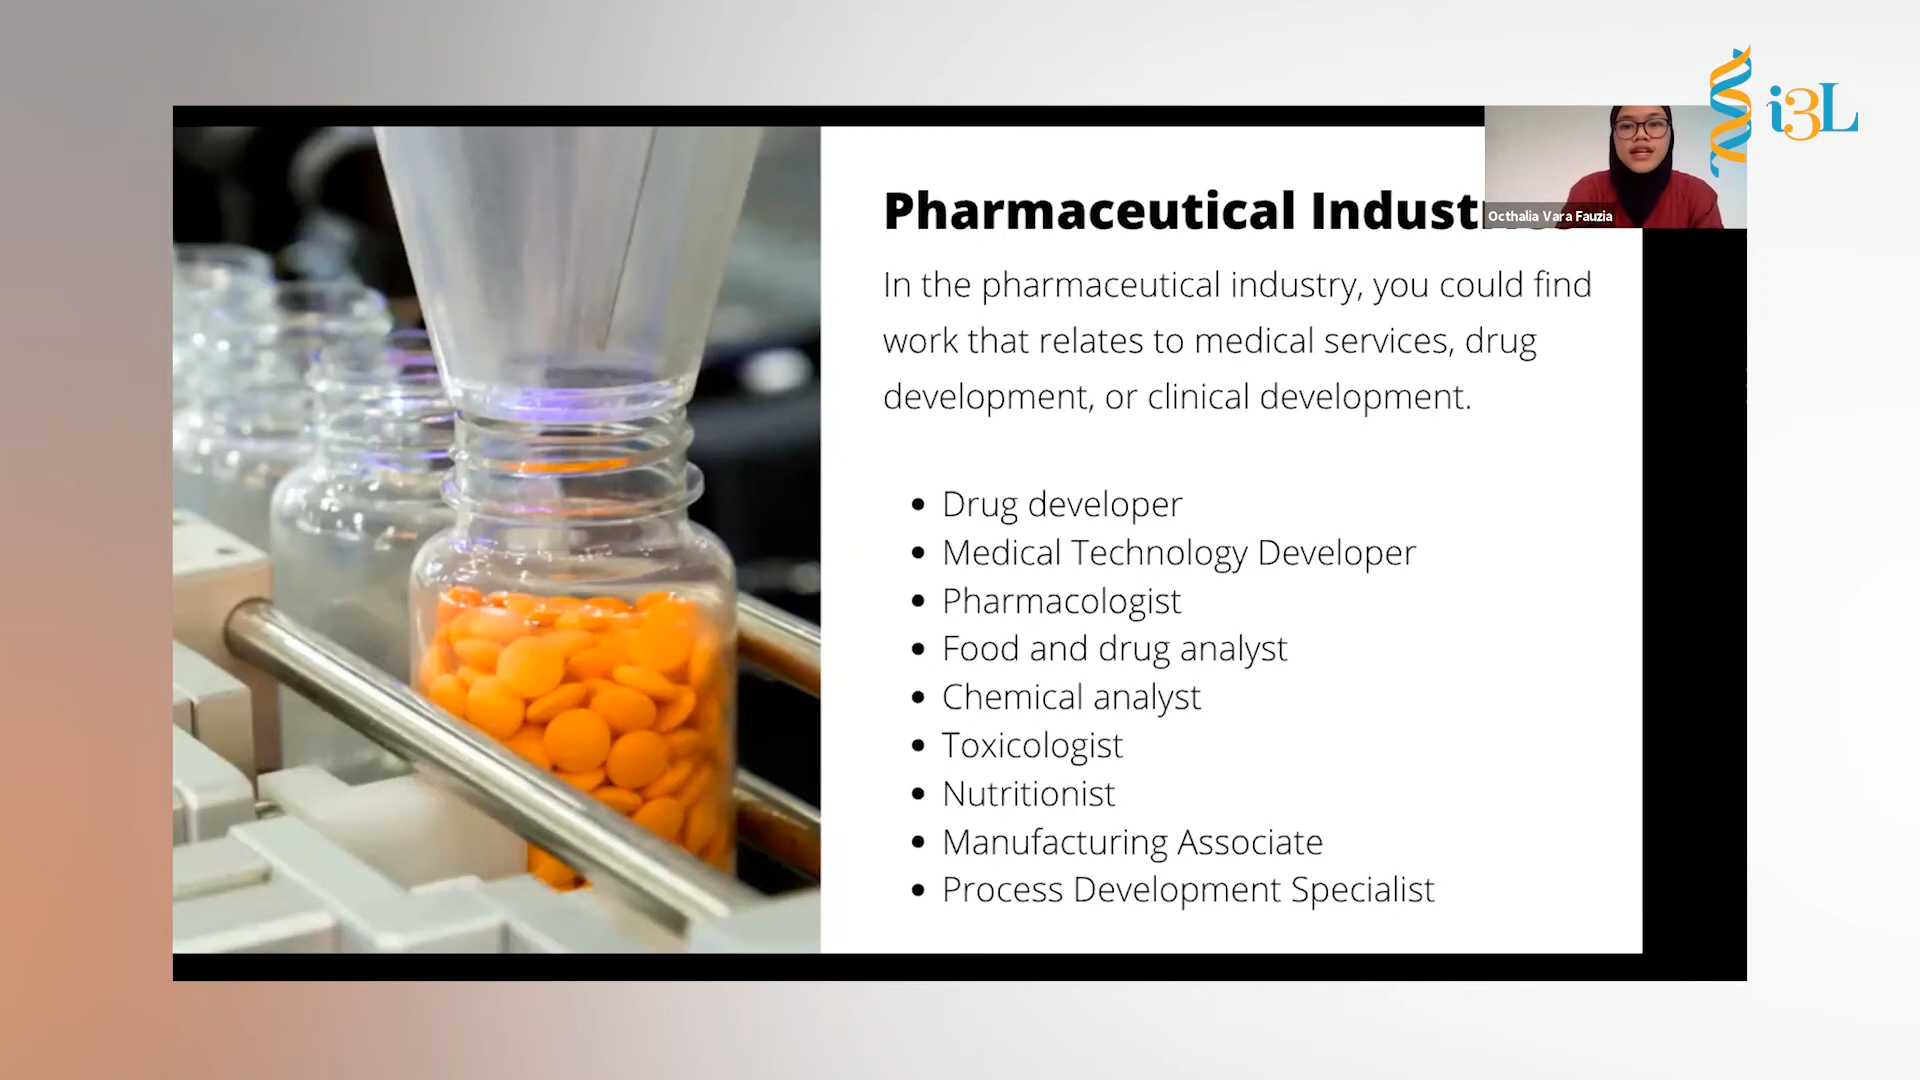 i3L
Octhalia Vara Fauzia
Pharmaceutical
In the pharmaceutical industry, you could find
work that relates to medical services, drug
development, or clinical development.
• Drug developer
• Medical Technology Developer
• Pharmacologist
• Food and drug analyst
• Chemical analyst
• Toxicologist
• Nutritionist
• Manufacturing Associate
• Process Development Specialist